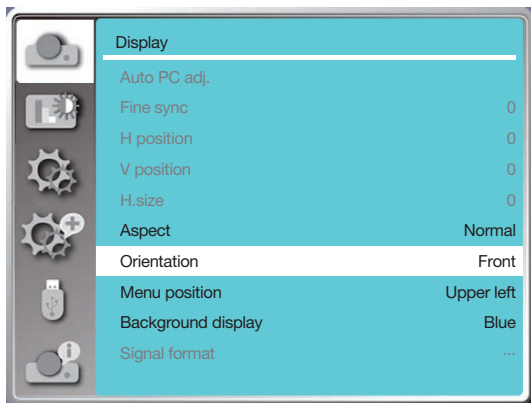 Display
Auto PC adj.
Fine sync 0
H position 0
V position 0
H.size 0
Aspect Normal
Orientation Front
Menu position Upper left
Background display Blue
Signal format ...